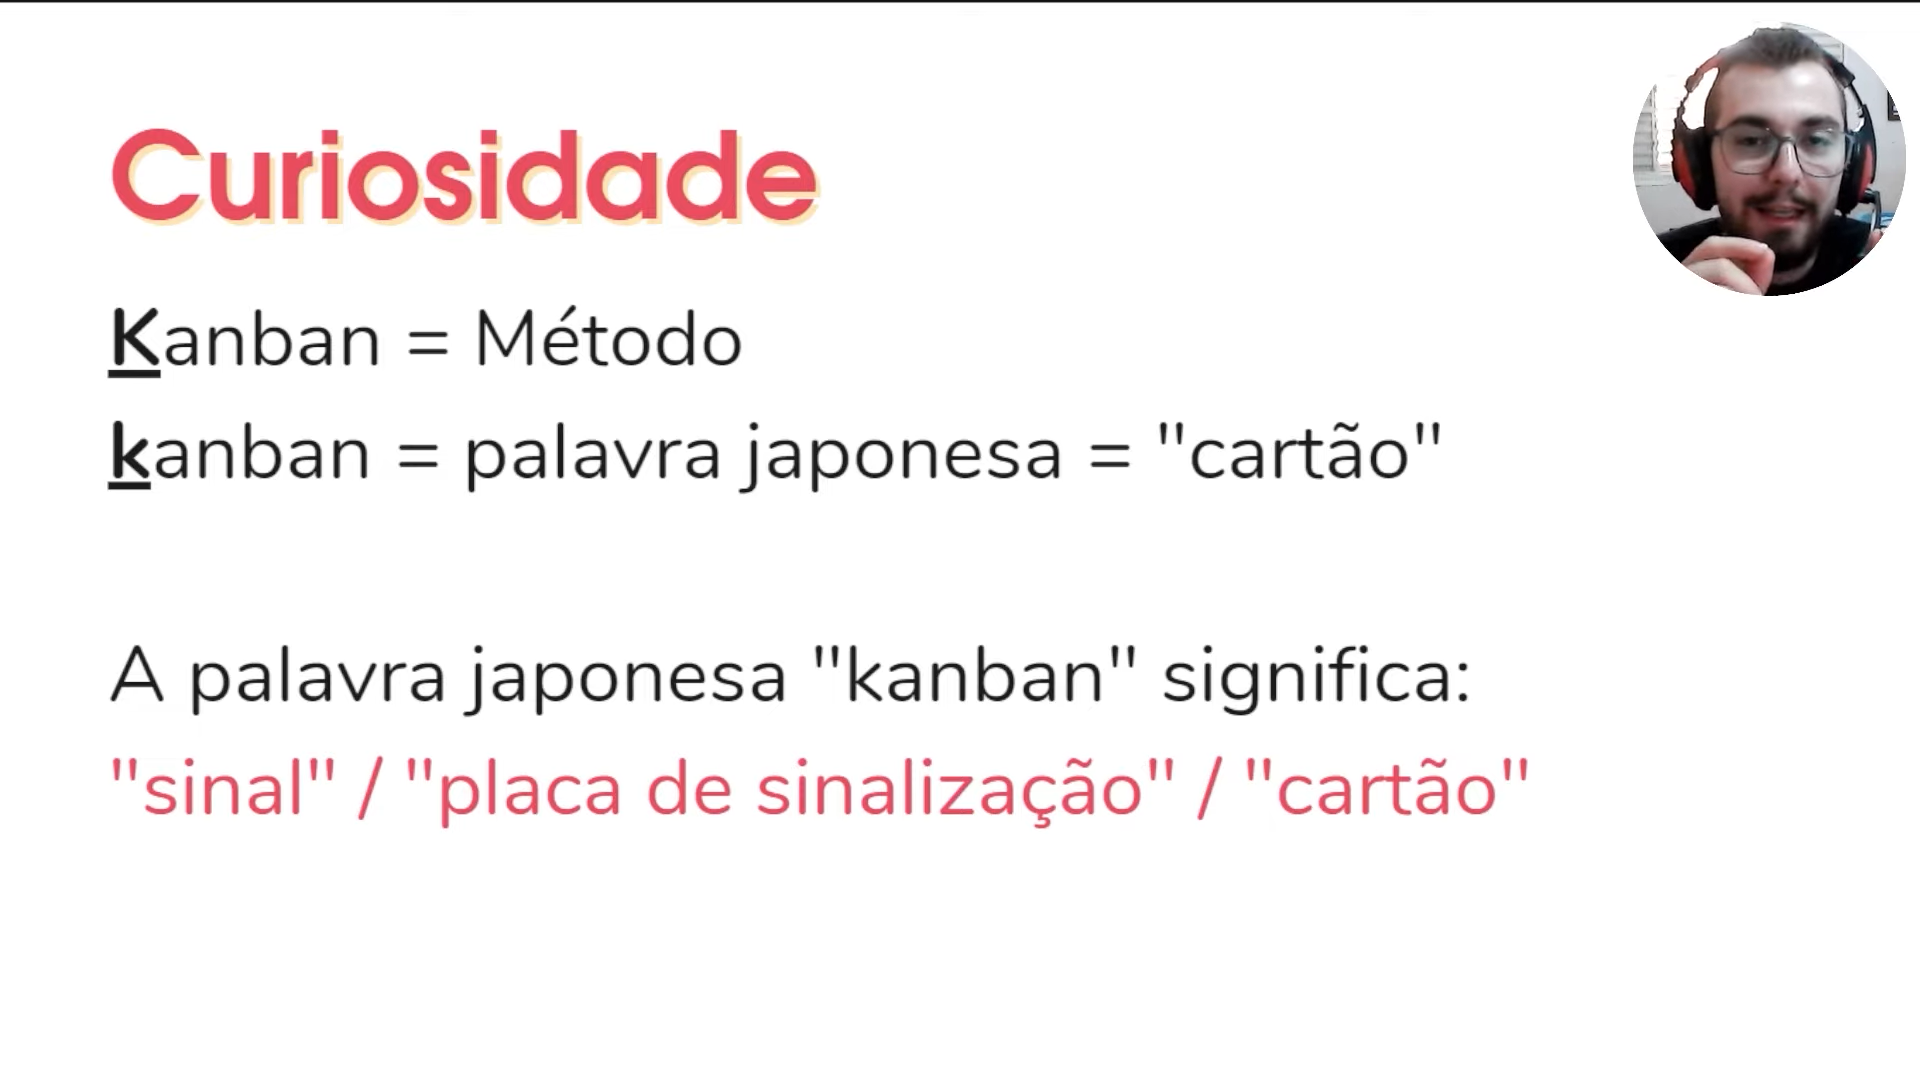 Curiosidade
Kanban = Método
kanban = palavra japonesa = "cartão"
A palavra japonesa "kanban" significa:
"sinal" / "placa de sinalização" / "cartão"